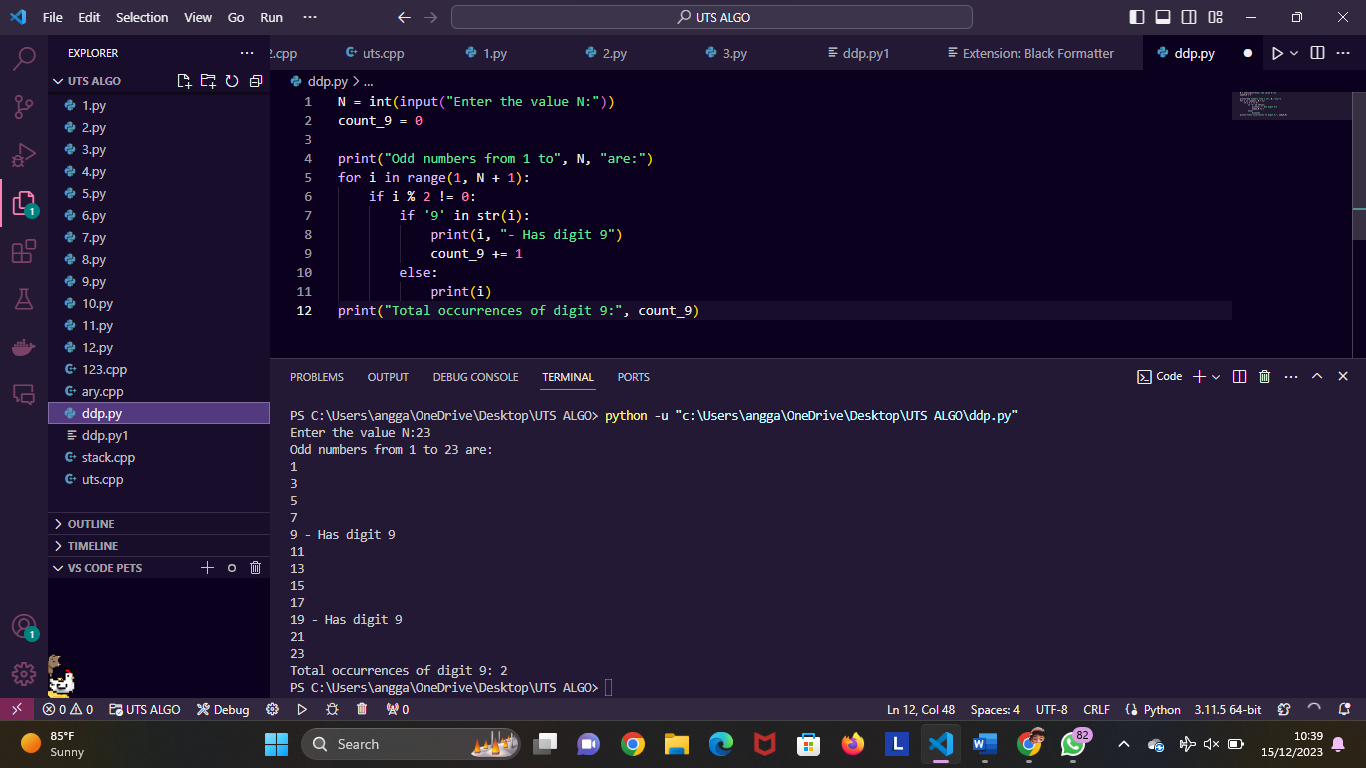 File Edit Selection View Go Run ··· UTS ALGO
EXPLORER ···
2.cpp uts.cpp 1.py 2.py 3.py ddp.py1 Extension: Black Formatter ddp.py
UTS ALGO
ddp.py > ...
1.py
2.py
3.py
4.py
5.py
6.py
7.py
8.py
9.py
10.py
11.py
12.py
123.cpp
ary.cpp
ddp.py
ddp.py1
stack.cpp
uts.cpp
OUTLINE
TIMELINE
VS CODE PETS
1 N = int(input("Enter the value N:"))
2 count_9 = 0
3
4 print("Odd numbers from 1 to", N, "are:")
5 for i in range(1, N + 1):
6 if i % 2 != 0:
7 if '9' in str(i):
8 print(i, "- Has digit 9")
9 count_9 += 1
10 else:
11 print(i)
12 print("Total occurrences of digit 9:", count_9)
PROBLEMS OUTPUT DEBUG CONSOLE TERMINAL PORTS
Code
PS C:\Users\angga\OneDrive\Desktop\UTS ALGO> python -u "c:\Users\angga\OneDrive\Desktop\UTS ALGO\ddp.py"
Enter the value N:23
Odd numbers from 1 to 23 are:
1
3
5
7
9 - Has digit 9
11
13
15
17
19 - Has digit 9
21
23
Total occurrences of digit 9: 2
PS C:\Users\angga\OneDrive\Desktop\UTS ALGO>
1
1
0 0 UTS ALGO Debug 0 Ln 12, Col 48 Spaces: 4 UTF-8 CRLF Python 3.11.5 64-bit
85°F
Sunny
Search
82
10:39
15/12/2023